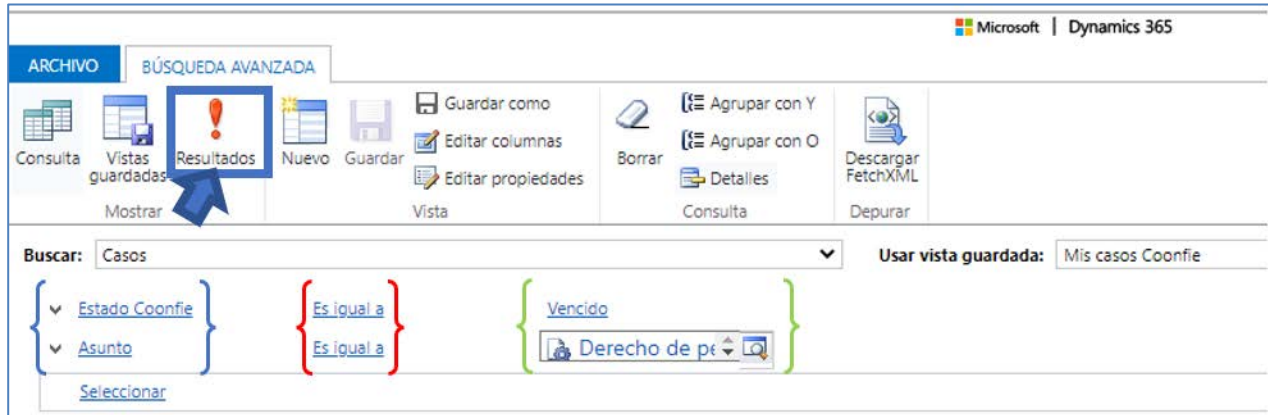 Microsoft | Dynamics 365
ARCHIVO BÚSQUEDA AVANZADA
Consulta
Vistas guardadas
Resultados
Nuevo
Guardar
Guardar como
Editar columnas
Editar propiedades
Borrar
Agrupar con Y
Agrupar con O
Detalles
Descargar FetchXML
Mostrar Vista Consulta Depurar
Buscar: Casos Usar vista guardada: Mis casos Coonfie
Estado Coonfie Es igual a Vencido
Asunto Es igual a Derecho de
Seleccionar